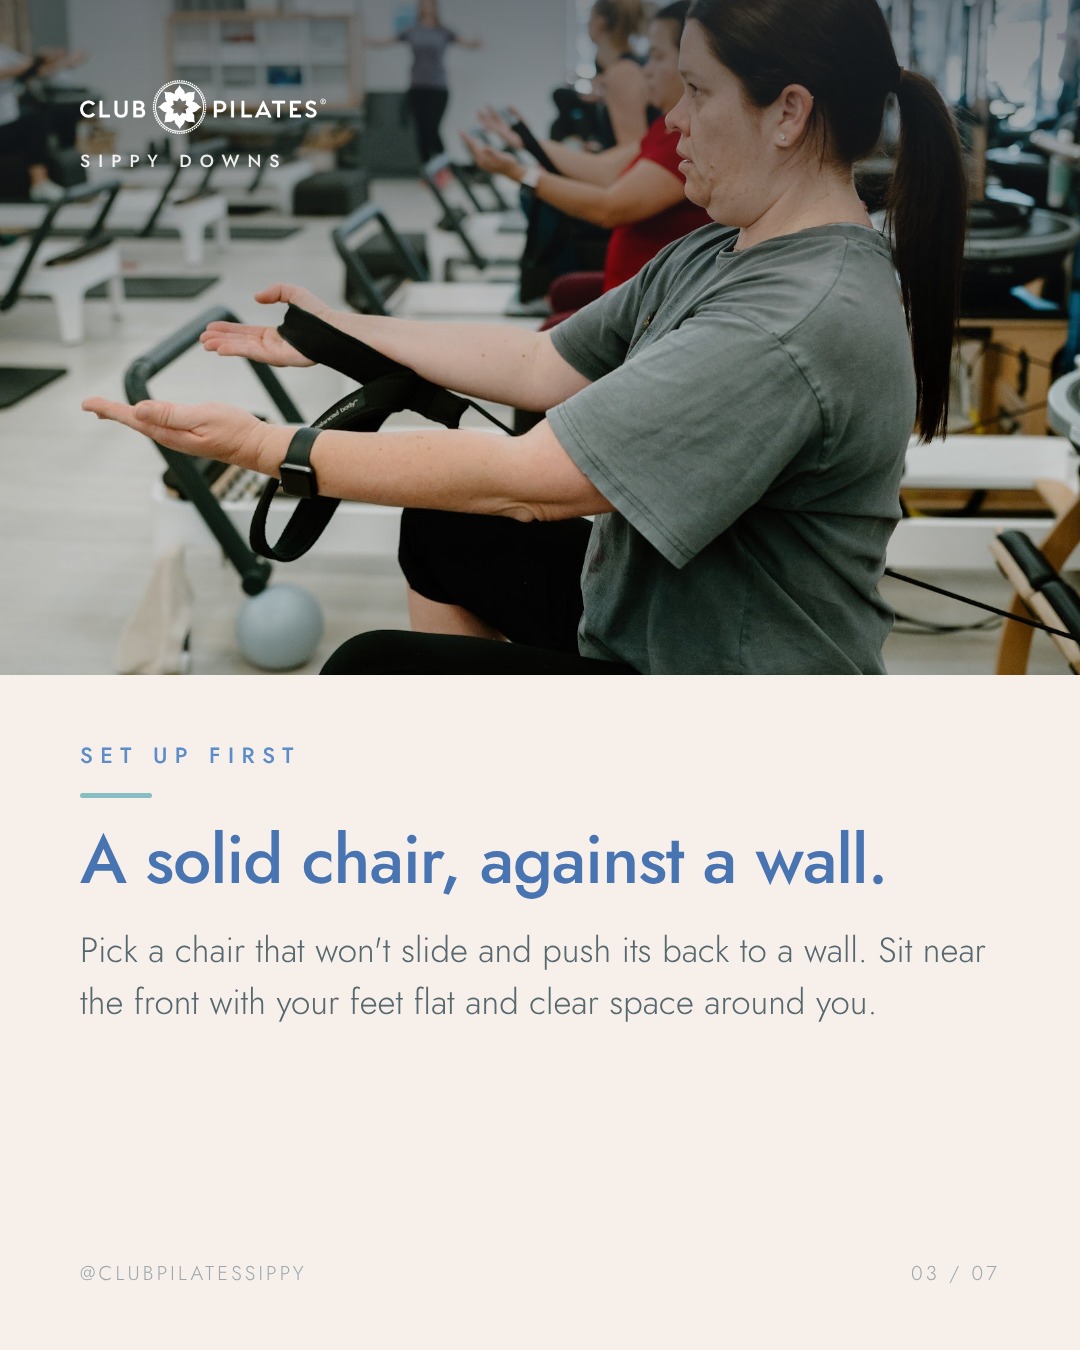 CLUB PILATES®
SIPPY DOWNS
balanced body™
SET UP FIRST
A solid chair, against a wall.
Pick a chair that won't slide and push its back to a wall. Sit near
the front with your feet flat and clear space around you.
@CLUBPILATESSIPPY
03 / 07